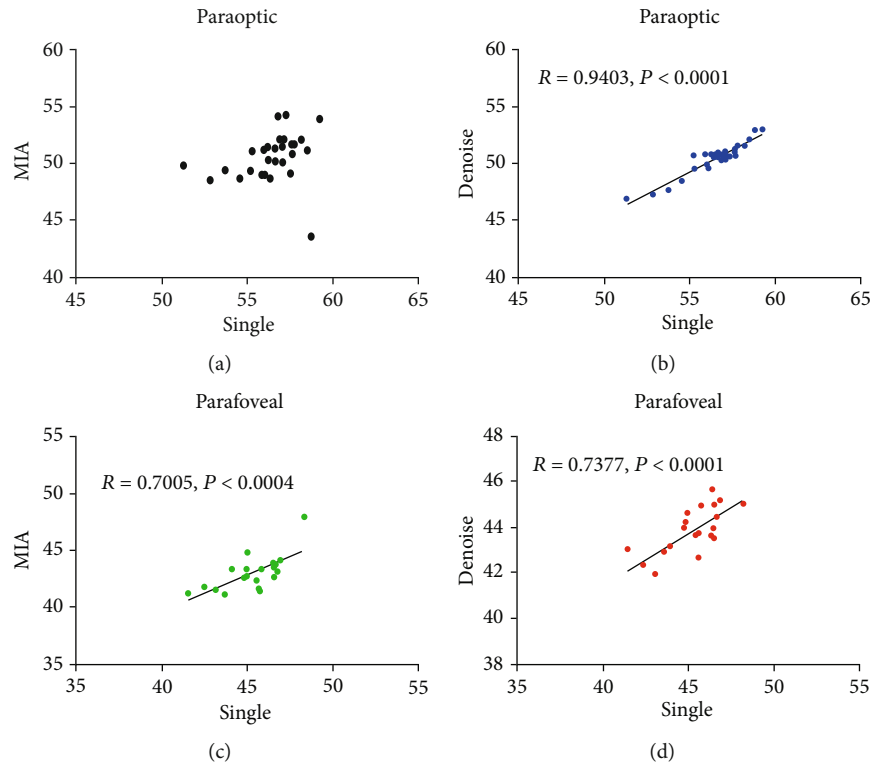 Paraoptic
60
55
50
45
40
MIA
45 50 55 60 65
Single
(a)
Paraoptic
R = 0.9403, P < 0.0001
60
55
50
45
40
Denoise
45 50 55 60 65
Single
(b)
Parafoveal
R = 0.7005, P < 0.0004
55
50
45
40
35
MIA
35 40 45 50 55
Single
(c)
Parafoveal
R = 0.7377, P < 0.0001
48
46
44
42
40
38
Denoise
35 40 45 50 55
Single
(d)